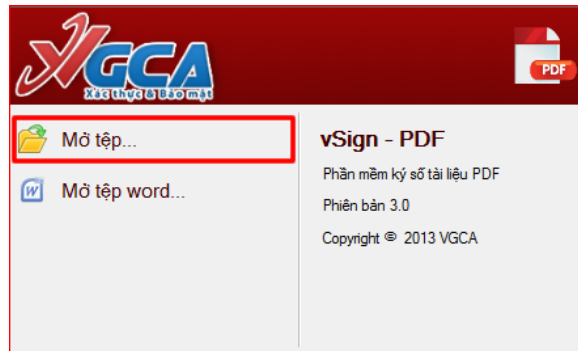 VGCA
Xác thực & Bảo mật
PDF
Mở tệp...
W
Mở tệp word...
vSign - PDF
Phần mềm ký số tài liệu PDF
Phiên bản 3.0
Copyright © 2013 VGCA